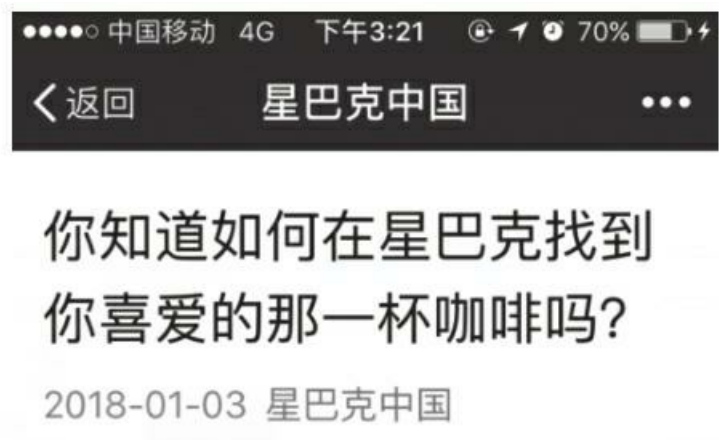 中国移动 4G 下午3:21 70%
返回 星巴克中国
你知道如何在星巴克找到
你喜爱的那一杯咖啡吗？
2018-01-03 星巴克中国